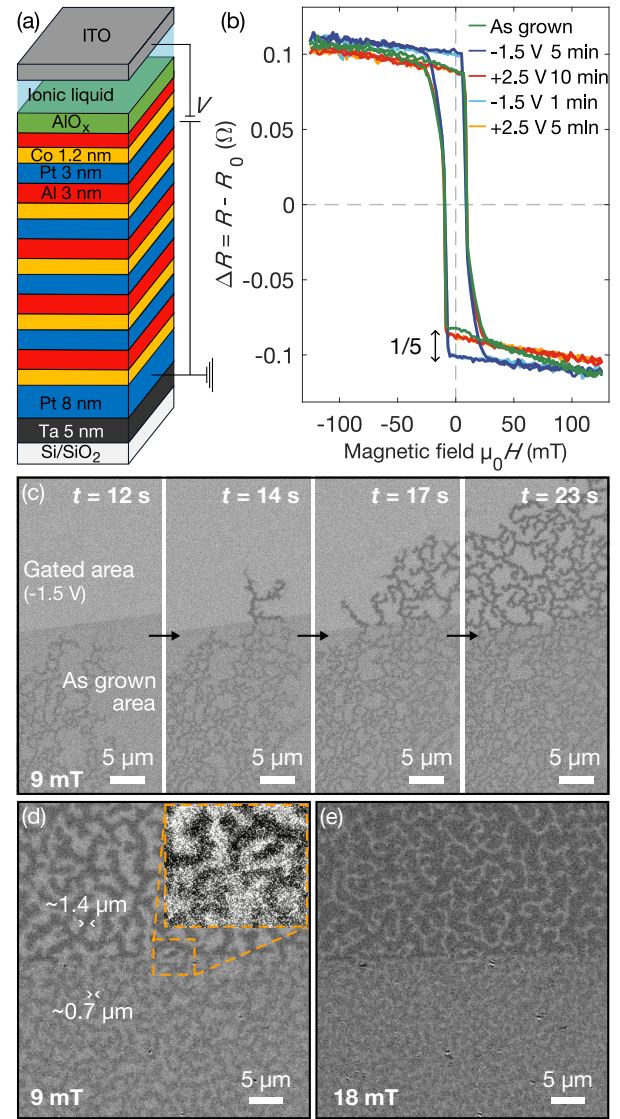 (a)
ITO
Ionic liquid
V
AlOx
Co 1.2 nm
Pt 3 nm
Al 3 nm
Pt 8 nm
Ta 5 nm
Si/SiO2
(b)
ΔR = R - R0 (Ω)
0.1
0.05
0
-0.05
-0.1
As grown
-1.5 V 5 min
+2.5 V 10 min
-1.5 V 1 min
+2.5 V 5 min
1/5
-100 -50 0 50 100
Magnetic field μ0H (mT)
(c)
t = 12 s
t = 14 s
t = 17 s
t = 23 s
Gated area
(-1.5 V)
As grown
area
9 mT
5 μm
5 μm
5 μm
5 μm
(d)
~1.4 μm
> <
> <
~0.7 μm
9 mT
5 μm
(e)
18 mT
5 μm